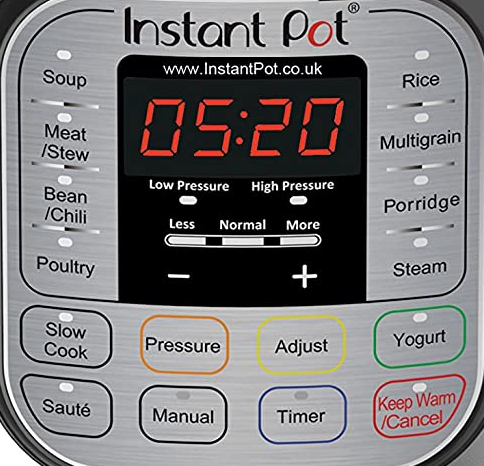 Instant Pot®
www.InstantPot.co.uk
05:20
Low Pressure High Pressure
Less Normal More
− +
Soup
Meat
/Stew
Bean
/Chili
Poultry
Rice
Multigrain
Porridge
Steam
Slow
Cook
Pressure
Adjust
Yogurt
Sauté
Manual
Timer
Keep Warm
/Cancel